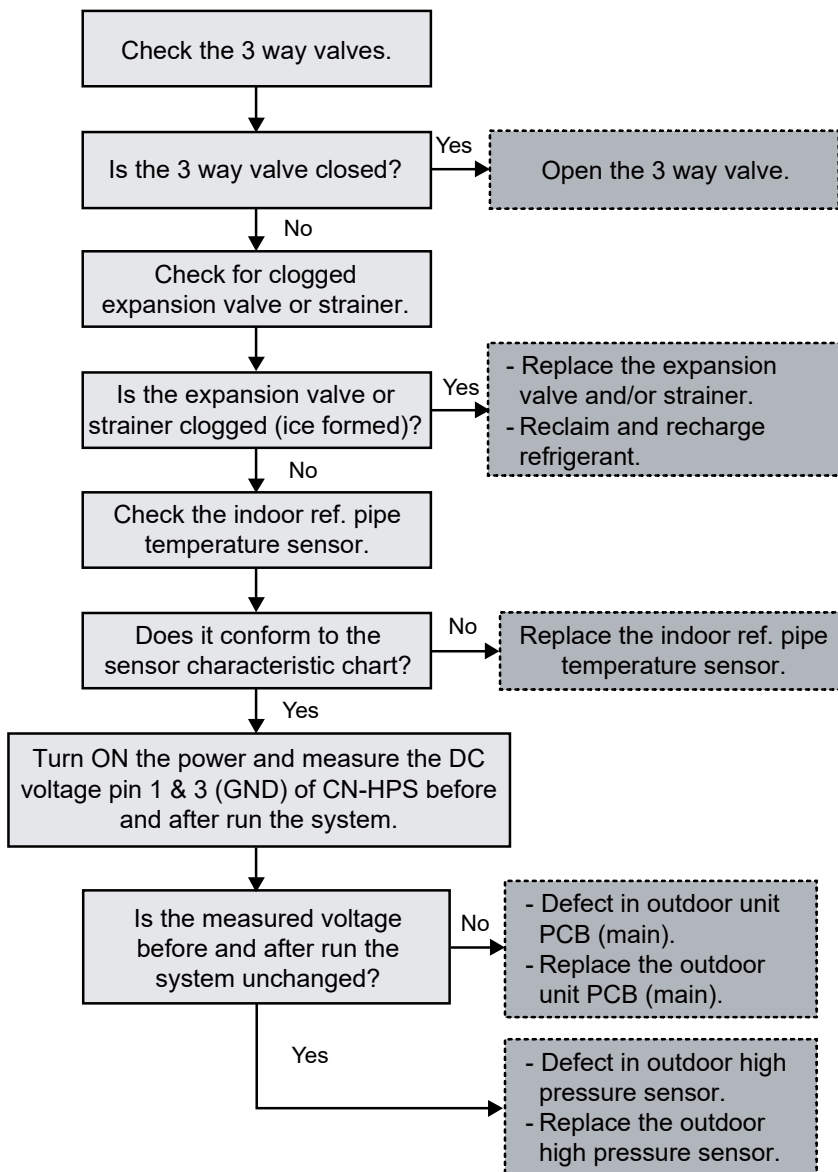 Check the 3 way valves.
Is the 3 way valve closed?
Yes
Open the 3 way valve.
No
Check for clogged
expansion valve or strainer.
Is the expansion valve or
strainer clogged (ice formed)?
Yes
- Replace the expansion
valve and/or strainer.
- Reclaim and recharge
refrigerant.
No
Check the indoor ref. pipe
temperature sensor.
Does it conform to the
sensor characteristic chart?
No
Replace the indoor ref. pipe
temperature sensor.
Yes
Turn ON the power and measure the DC
voltage pin 1 & 3 (GND) of CN-HPS before
and after run the system.
Is the measured voltage
before and after run the
system unchanged?
No
- Defect in outdoor unit
PCB (main).
- Replace the outdoor
unit PCB (main).
Yes
- Defect in outdoor high
pressure sensor.
- Replace the outdoor
high pressure sensor.